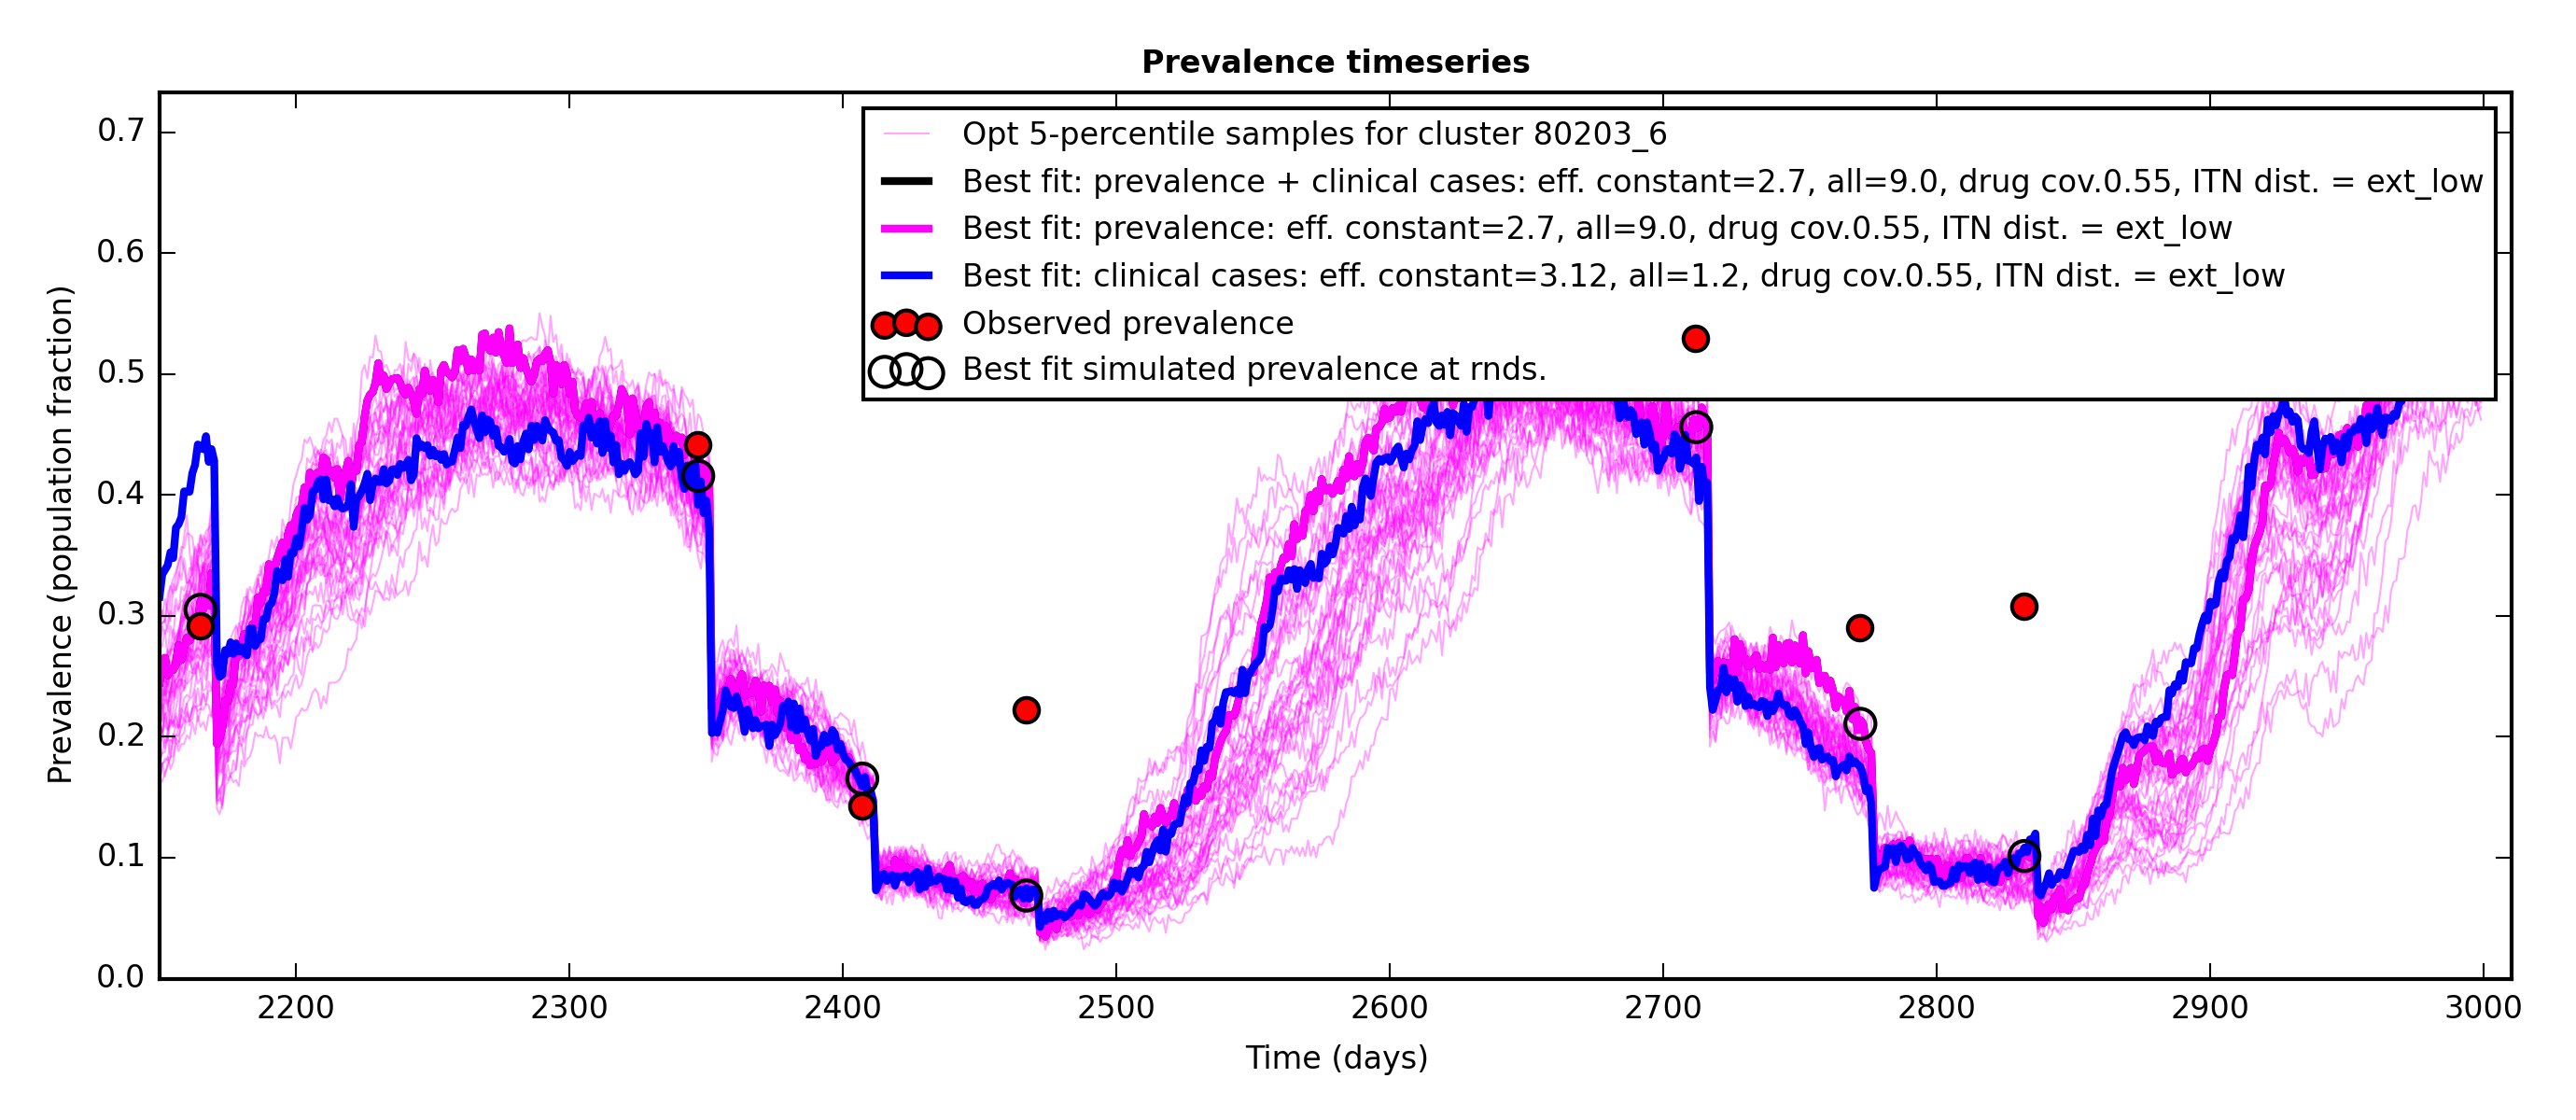 Prevalence timeseries
Prevalence (population fraction)
0.7
0.6
0.5
0.4
0.3
0.2
0.1
0.0
Opt 5-percentile samples for cluster 80203_6
Best fit: prevalence + clinical cases: eff. constant=2.7, all=9.0, drug cov.0.55, ITN dist. = ext_low
Best fit: prevalence: eff. constant=2.7, all=9.0, drug cov.0.55, ITN dist. = ext_low
Best fit: clinical cases: eff. constant=3.12, all=1.2, drug cov.0.55, ITN dist. = ext_low
Observed prevalence
Best fit simulated prevalence at rnds.
2200 2300 2400 2500 2600 2700 2800 2900 3000
Time (days)